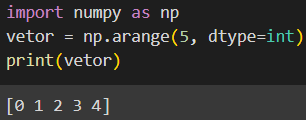 import numpy as np
vetor = np.arange(5, dtype=int)
print(vetor)
[0 1 2 3 4]